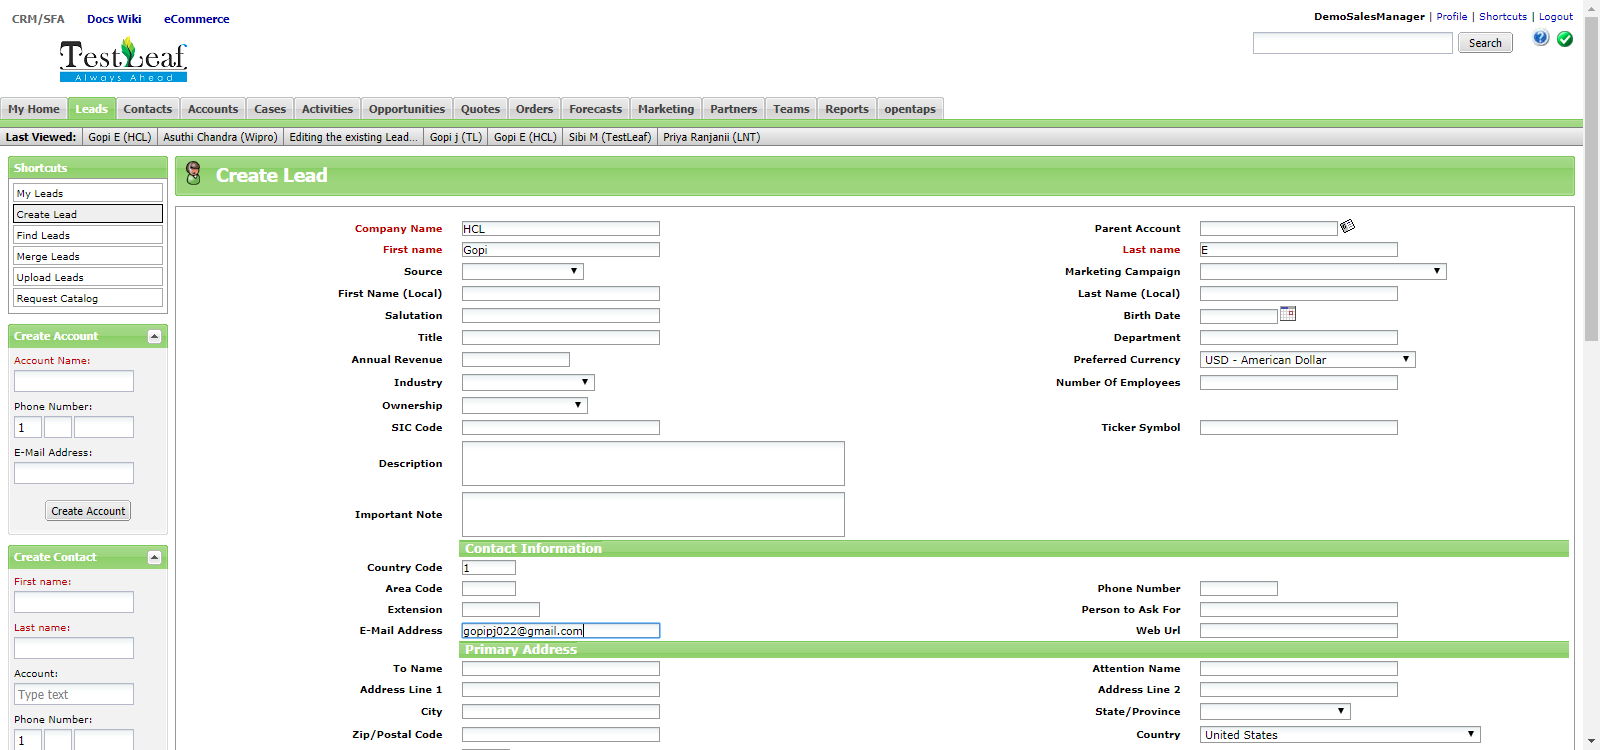 CRM/SFA Docs Wiki eCommerce
DemoSalesManager | Profile | Shortcuts | Logout
TestLeaf
Always Ahead
Search
My Home Leads Contacts Accounts Cases Activities Opportunities Quotes Orders Forecasts Marketing Partners Teams Reports opentaps
Last Viewed: Gopi E (HCL) Asuthi Chandra (Wipro) Editing the existing Lead... Gopi j (TL) Gopi E (HCL) Sibi M (TestLeaf) Priya Ranjanii (LNT)
Shortcuts
My Leads
Create Lead
Find Leads
Merge Leads
Upload Leads
Request Catalog
Create Account
Account Name:
Phone Number:
1
E-Mail Address:
Create Account
Create Contact
First name:
Last name:
Account:
Type text
Phone Number:
1
Create Lead
Company Name HCL Parent Account
First name Gopi Last name E
Source Marketing Campaign
First Name (Local) Last Name (Local)
Salutation Birth Date
Title Department
Annual Revenue Preferred Currency USD - American Dollar
Industry Number Of Employees
Ownership
SIC Code Ticker Symbol
Description
Important Note
Contact Information
Country Code 1
Area Code Phone Number
Extension Person to Ask For
E-Mail Address gopipj022@gmail.com Web Url
Primary Address
To Name Attention Name
Address Line 1 Address Line 2
City State/Province
Zip/Postal Code Country United States